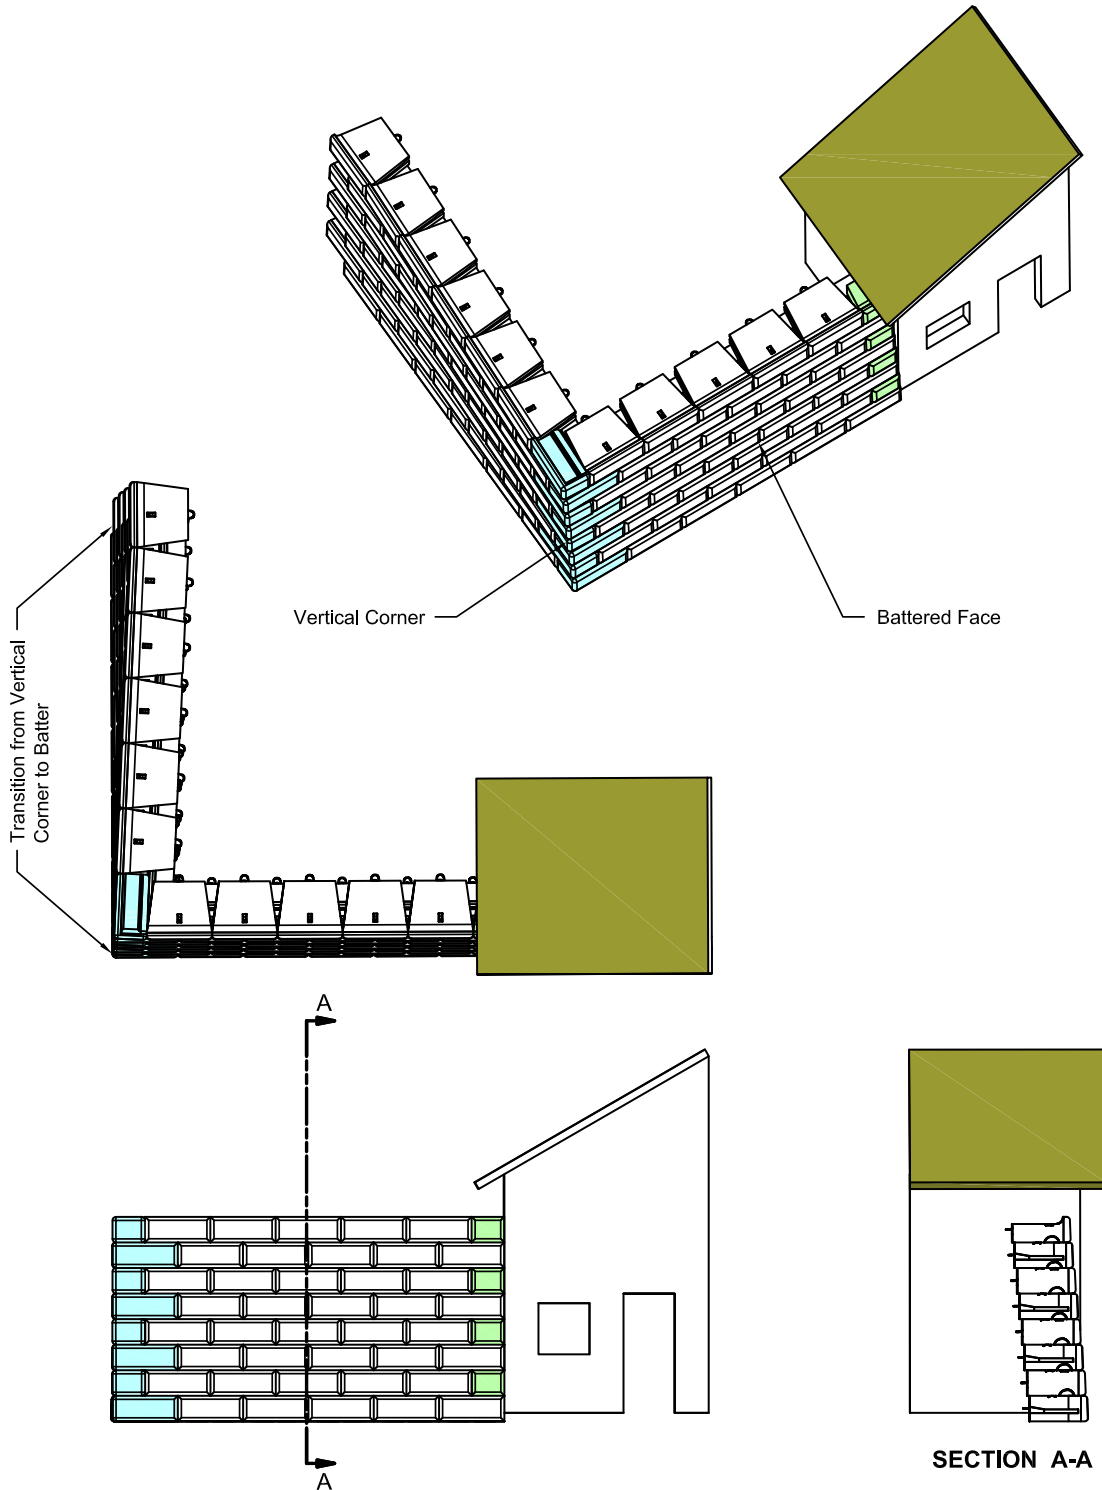 Vertical Corner
Battered Face
Transition from Vertical
Corner to Batter
A
A
SECTION A-A